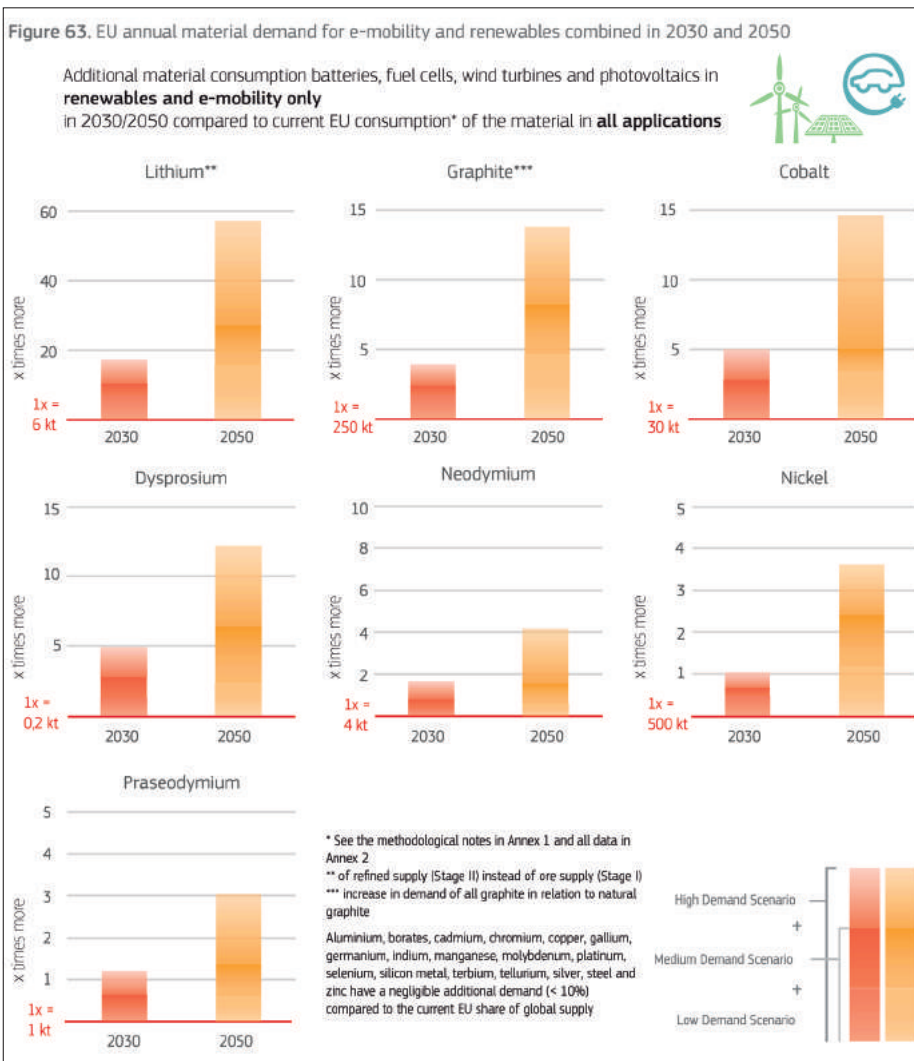 Figure 63. EU annual material demand for e-mobility and renewables combined in 2030 and 2050
Additional material consumption batteries, fuel cells, wind turbines and photovoltaics in
renewables and e-mobility only
in 2030/2050 compared to current EU consumption* of the material in all applications
Lithium**
60
40
20
x times more
1x =
6 kt
2030
2050
Graphite***
15
10
5
x times more
1x =
250 kt
2030
2050
Cobalt
15
10
5
x times more
1x =
30 kt
2030
2050
Dysprosium
15
10
5
x times more
1x =
0,2 kt
2030
2050
Neodymium
10
8
6
4
2
x times more
1x =
4 kt
2030
2050
Nickel
5
4
3
2
1
x times more
1x =
500 kt
2030
2050
Praseodymium
5
4
3
2
1
x times more
1x =
1 kt
2030
2050
* See the methodological notes in Annex 1 and all data in
Annex 2
** of refined supply (Stage II) instead of ore supply (Stage I)
*** increase in demand of all graphite in relation to natural
graphite
Aluminium, borates, cadmium, chromium, copper, gallium,
germanium, indium, manganese, molybdenum, platinum,
selenium, silicon metal, terbium, tellurium, silver, steel and
zinc have a negligible additional demand (< 10%)
compared to the current EU share of global supply
High Demand Scenario
+
Medium Demand Scenario
+
Low Demand Scenario